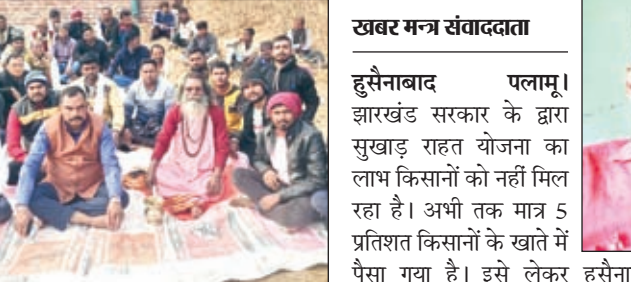 खबर मन्त्र संवाददाता
हुसैनाबाद पलामू।
झारखंड सरकार के द्वारा
सुखाड़ राहत योजना का
लाभ किसानों को नहीं मिल
रहा है। अभी तक मात्र 5
प्रतिशत किसानों के खाते में
पैसा गया है। इसे लेकर